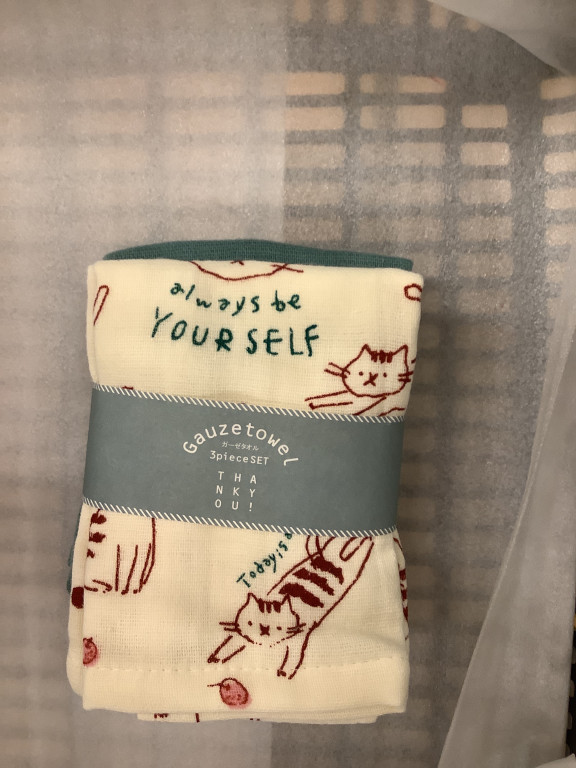 always be
YOURSELF
Gauzetowel
ガーゼタオル
3pieceSET
THA
NKY
OU!
Today is a